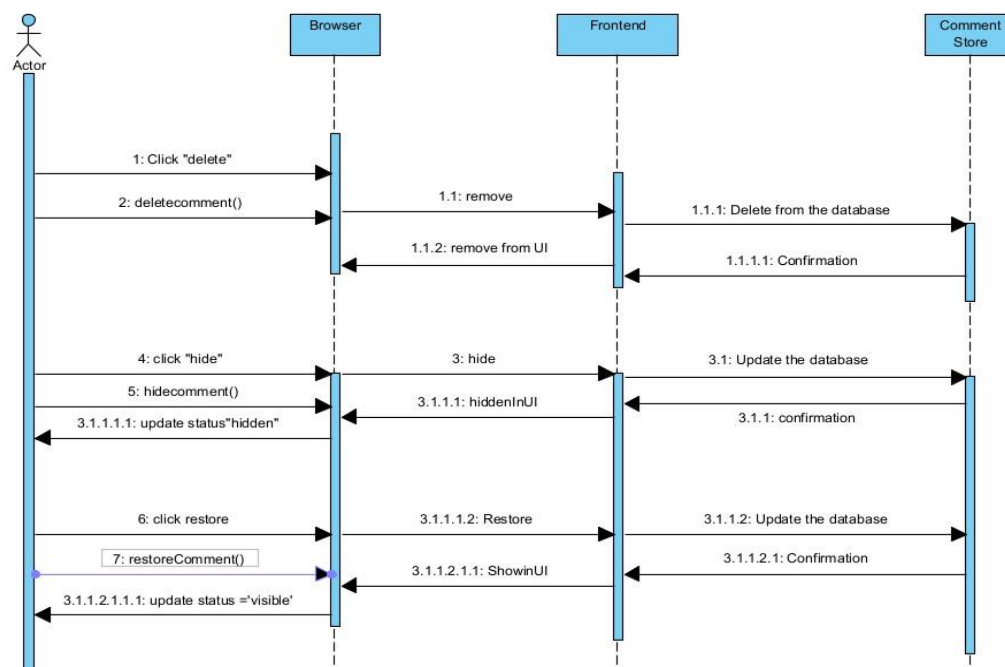 Browser
Frontend
Comment
Store
Actor
1: Click "delete"
2: deletecomment()
1.1: remove
1.1.1: Delete from the database
1.1.2: remove from UI
1.1.1.1: Confirmation
4: click "hide"
3: hide
3.1: Update the database
5: hidecomment()
3.1.1.1: hiddenInUI
3.1.1: confirmation
3.1.1.1.1: update status"hidden"
6: click restore
3.1.1.1.2: Restore
3.1.1.2: Update the database
7: restoreComment()
3.1.1.2.1.1: ShowinUI
3.1.1.2.1: Confirmation
3.1.1.2.1.1.1: update status ='visible'